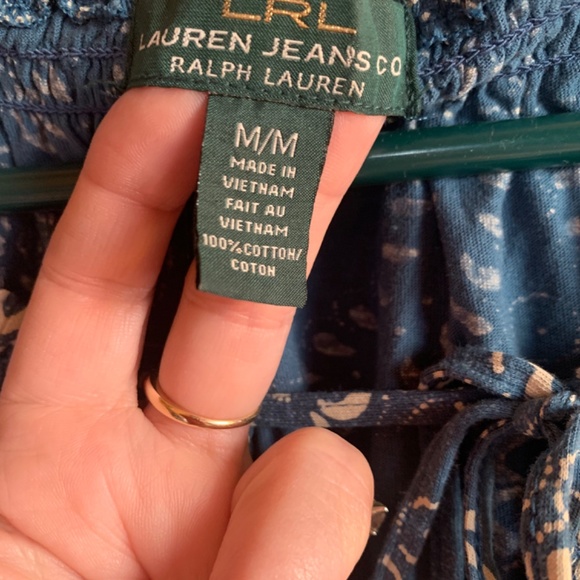 LRL
LAUREN JEANS CO
RALPH LAUREN
M/M
MADE IN
VIETNAM
FAIT AU
VIETNAM
100% COTTON/
COTON